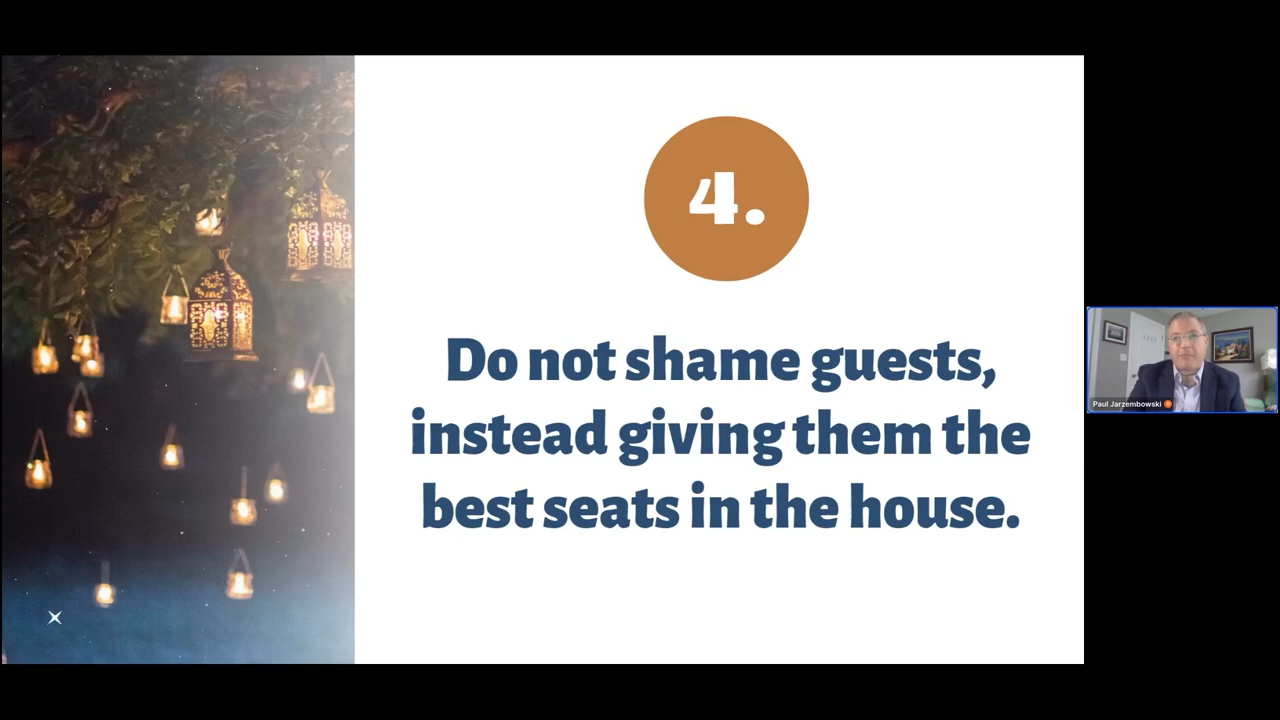 4.
Do not shame guests,
instead giving them the
best seats in the house.
Paul Jarzembowski